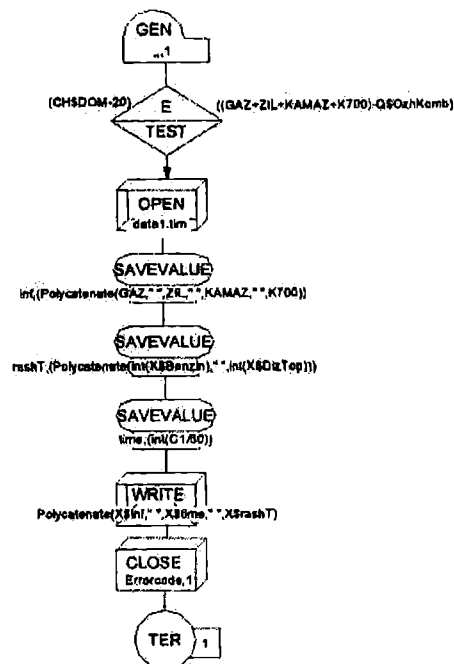 GEN
,,,1
(CH$DOM-20)
E
((GAZ+ZIL+KAMAZ+K700)-Q$OzhKomb)
TEST
OPEN
data1.tim
SAVEVALUE
inf,(Polycatenate(GAZ," ",ZIL," ",KAMAZ," ",K700))
SAVEVALUE
rashT,(Polycatenate(int(X$Benzin)," ",int(X$DizTop)))
SAVEVALUE
time,(int(C1/60))
WRITE
Polycatenate(X$inf," ",X$time," ",X$rashT)
CLOSE
Errorcode,1
TER
1